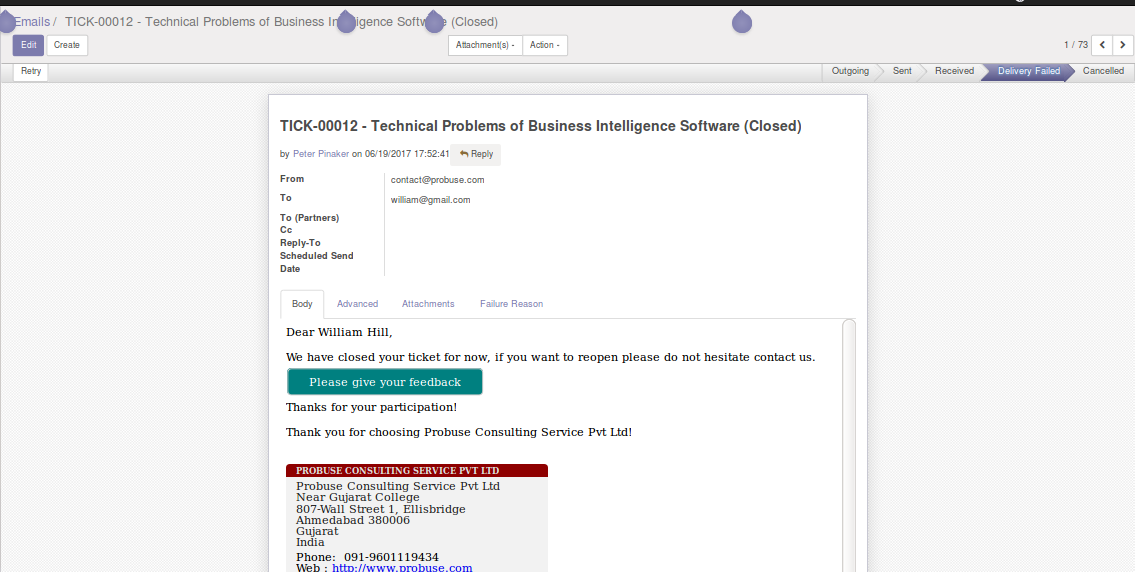 Emails / TICK-00012 - Technical Problems of Business Intelligence Software (Closed)
Edit Create Attachment(s) Action 1 / 73
Retry Outgoing Sent Received Delivery Failed Cancelled
TICK-00012 - Technical Problems of Business Intelligence Software (Closed)
by Peter Pinaker on 06/19/2017 17:52:41 Reply
From contact@probuse.com
To william@gmail.com
To (Partners)
Cc
Reply-To
Scheduled Send
Date
Body Advanced Attachments Failure Reason
Dear William Hill,
We have closed your ticket for now, if you want to reopen please do not hesitate contact us.
Please give your feedback
Thanks for your participation!
Thank you for choosing Probuse Consulting Service Pvt Ltd!
PROBUSE CONSULTING SERVICE PVT LTD
Probuse Consulting Service Pvt Ltd
Near Gujarat College
807-Wall Street 1, Ellisbridge
Ahmedabad 380006
Gujarat
India
Phone: 091-9601119434
Web : http://www.probuse.com